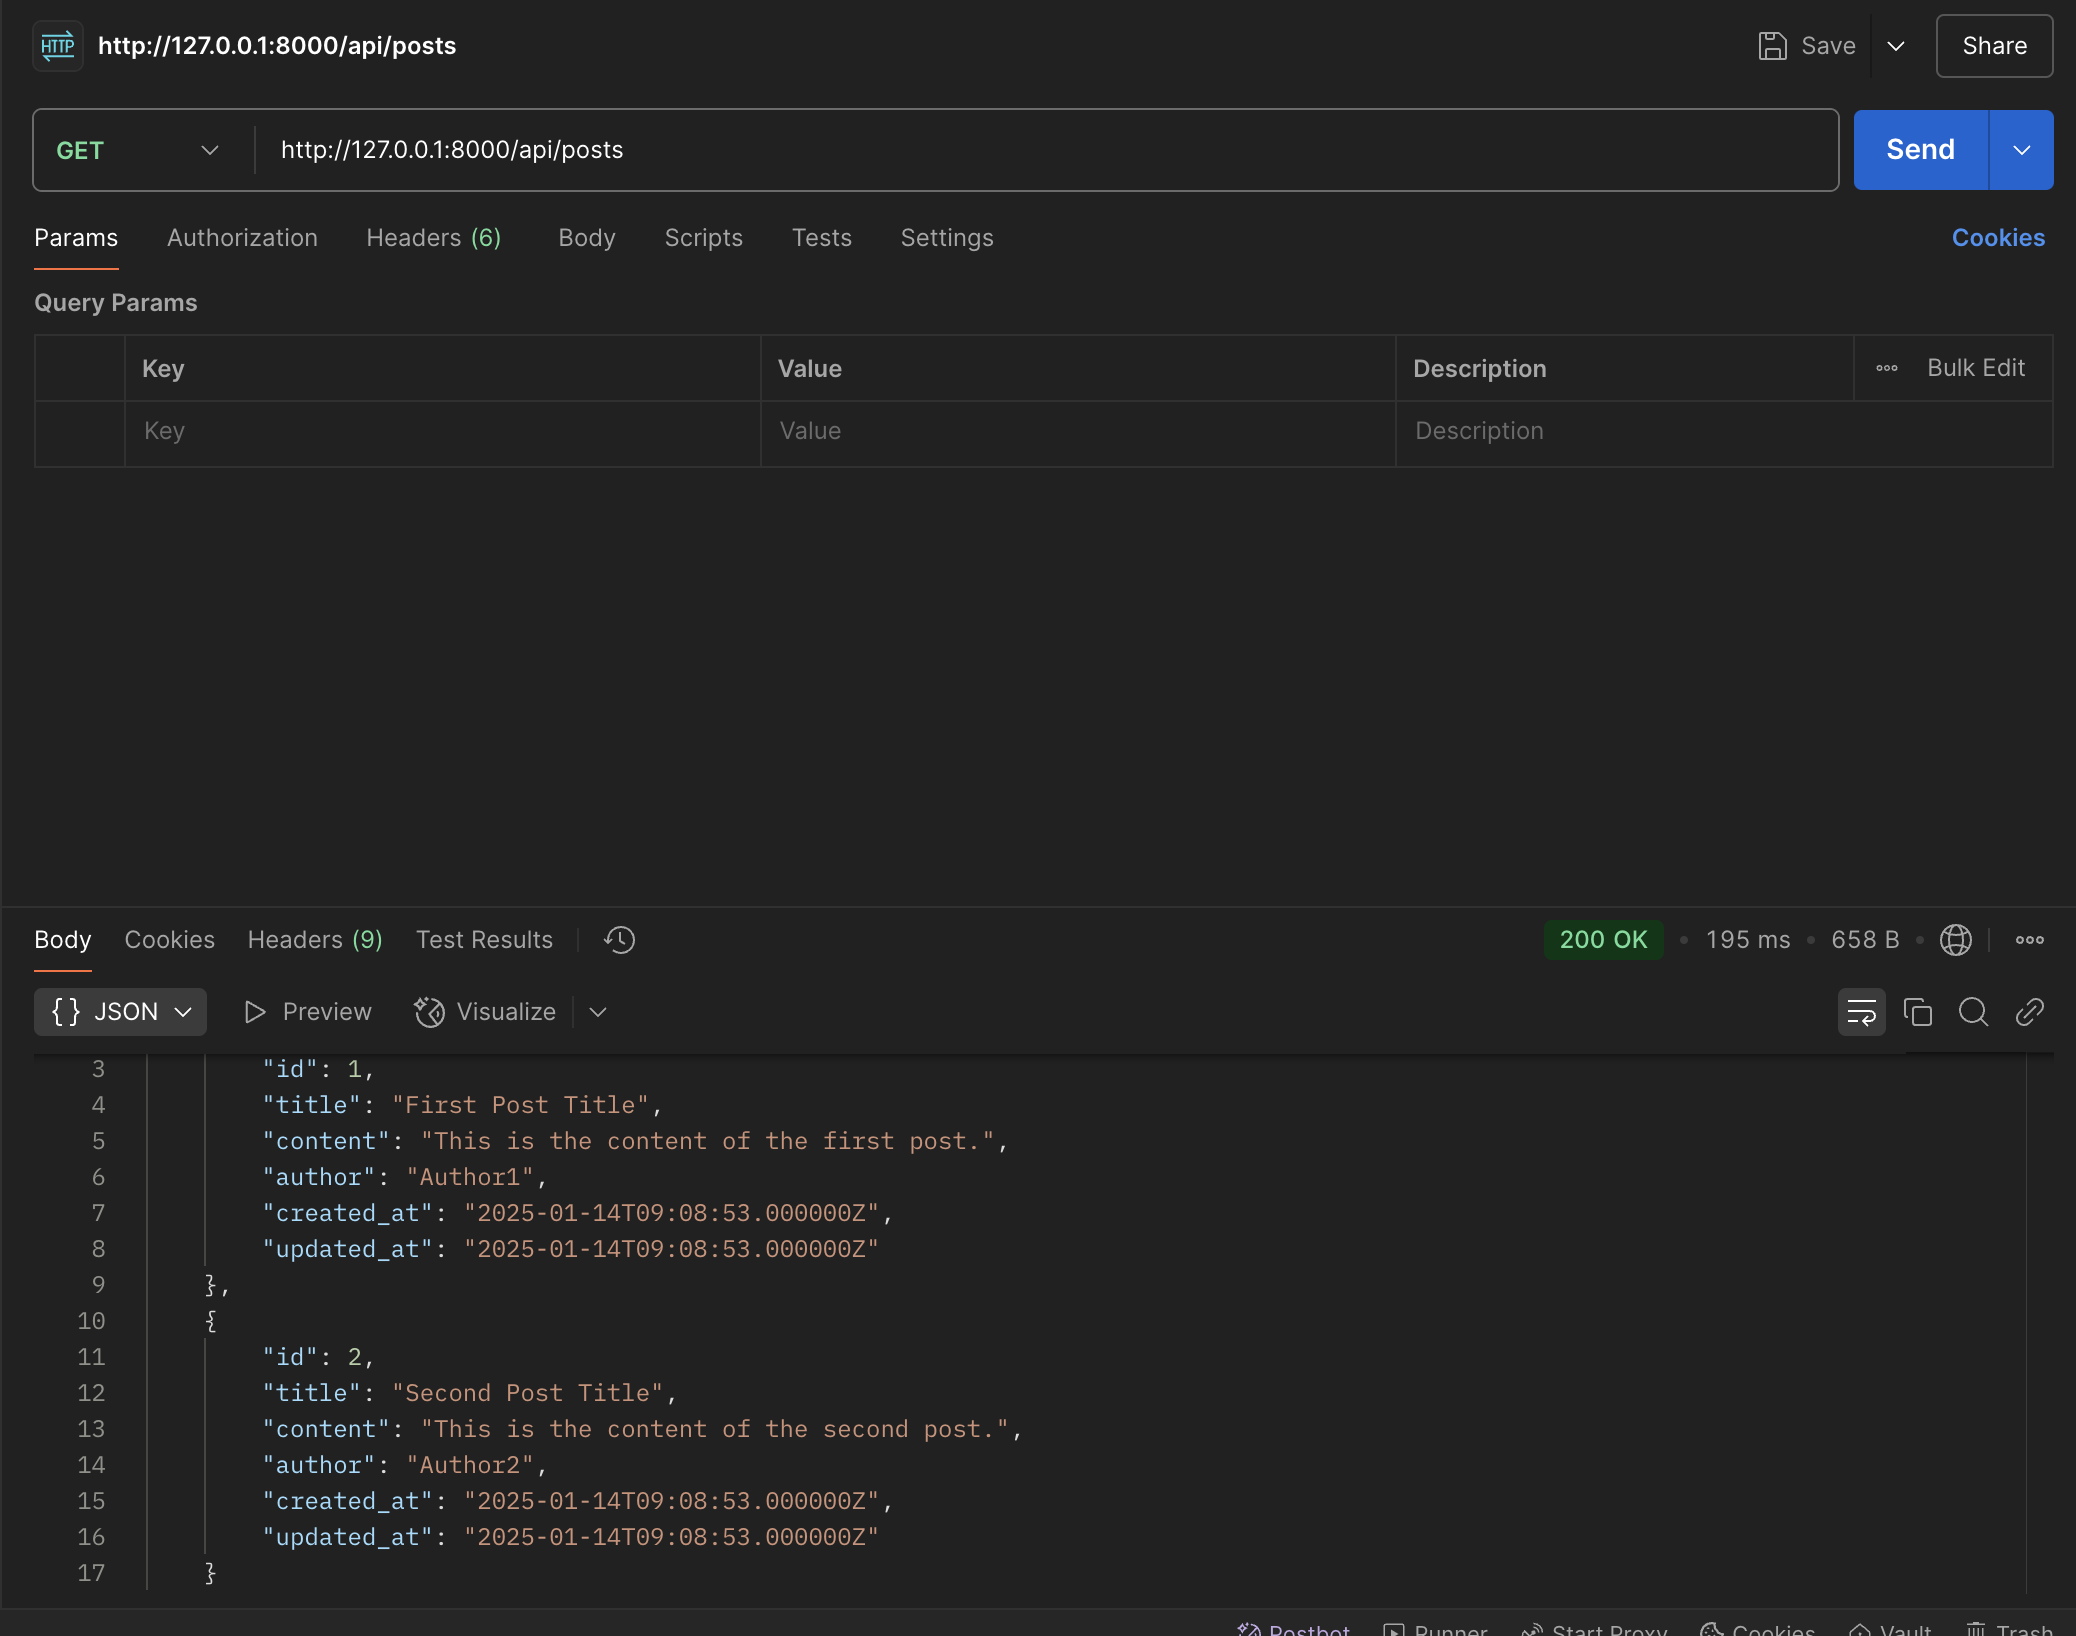 HTTP http://127.0.0.1:8000/api/posts Save Share
GET http://127.0.0.1:8000/api/posts Send
Params Authorization Headers (6) Body Scripts Tests Settings Cookies
Query Params
Key Value Description Bulk Edit
Key Value Description
Body Cookies Headers (9) Test Results 200 OK • 195 ms • 658 B •
{ } JSON Preview Visualize
3 "id": 1,
4 "title": "First Post Title",
5 "content": "This is the content of the first post.",
6 "author": "Author1",
7 "created_at": "2025-01-14T09:08:53.000000Z",
8 "updated_at": "2025-01-14T09:08:53.000000Z"
9 },
10 {
11 "id": 2,
12 "title": "Second Post Title",
13 "content": "This is the content of the second post.",
14 "author": "Author2",
15 "created_at": "2025-01-14T09:08:53.000000Z",
16 "updated_at": "2025-01-14T09:08:53.000000Z"
17 }
Postbot Runner Start Proxy Cookies Vault Trash